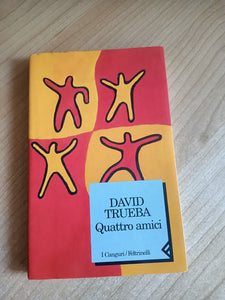 DAVID
TRUEBA
Quattro amici
I Canguri/Feltrinelli